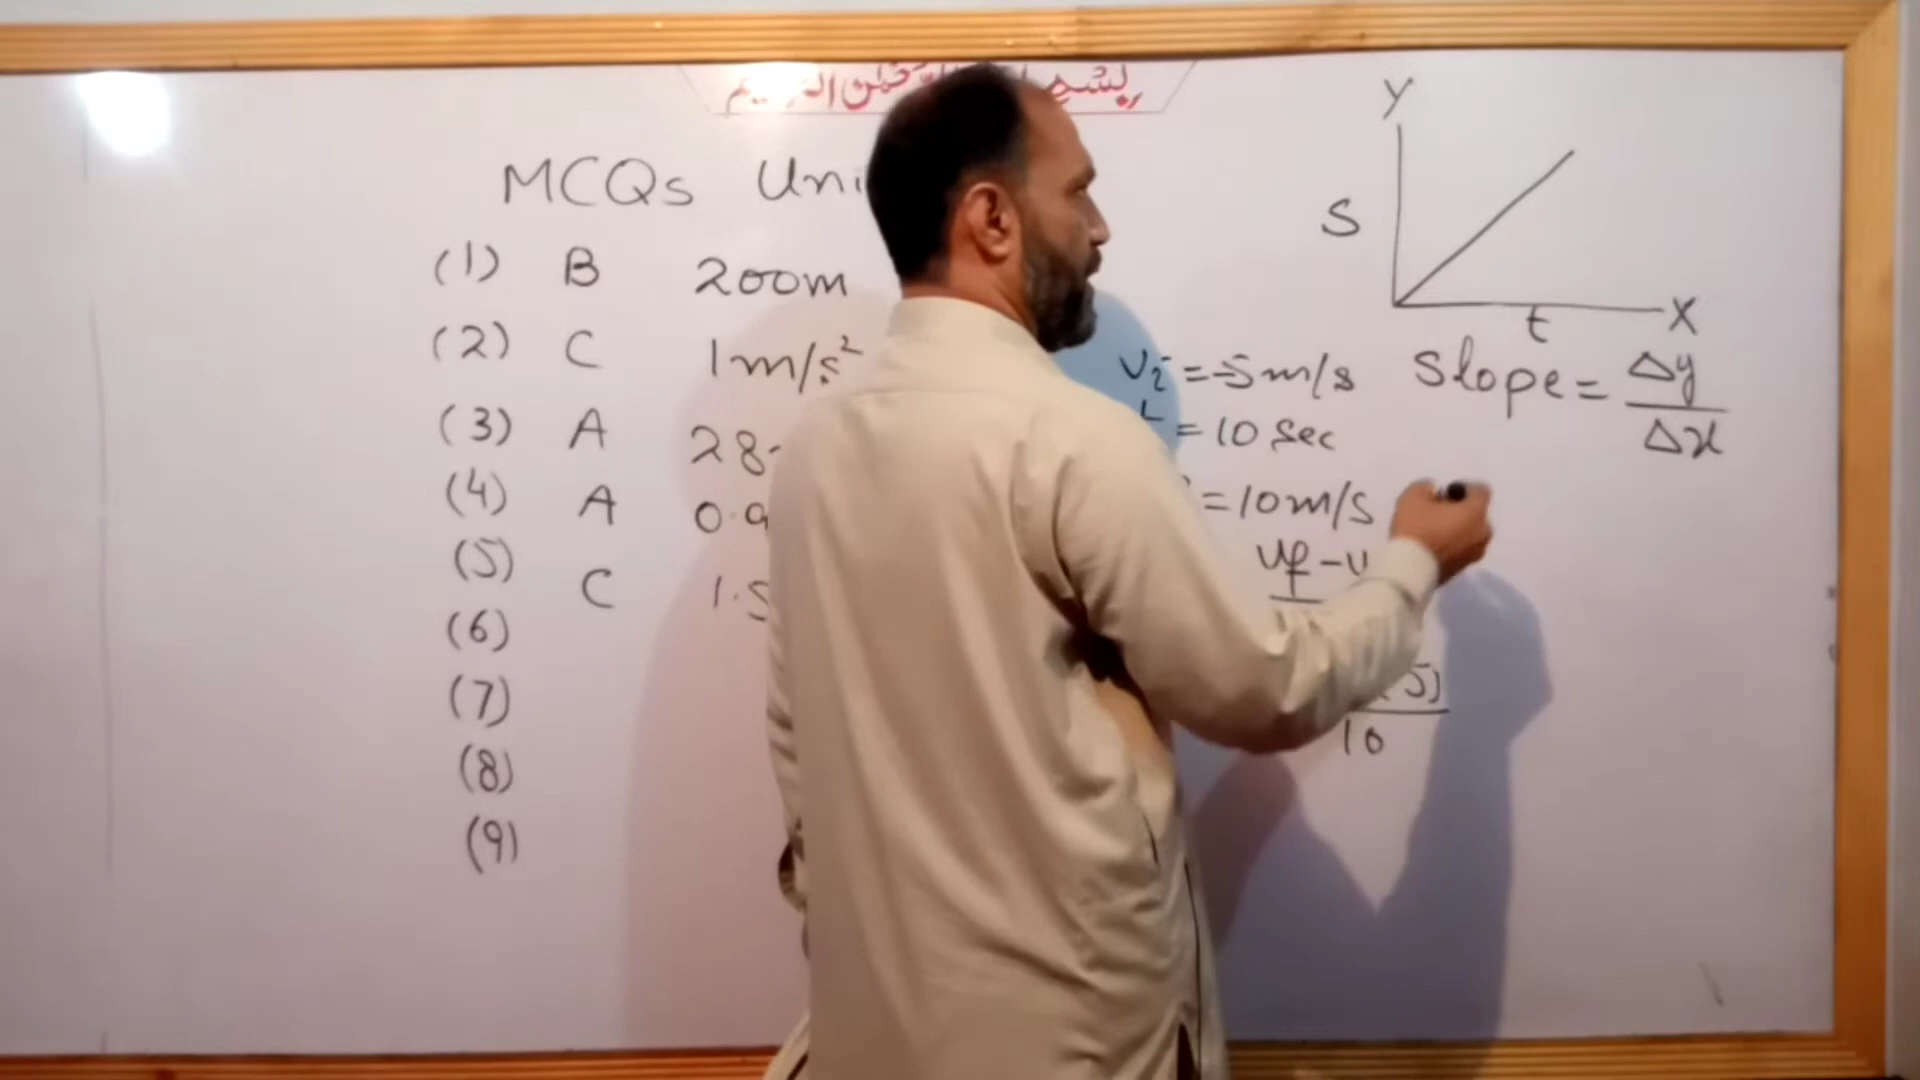 MCQs Uni
(1) B 200m
(2) C 1m/s²
(3) A 28.
(4) A 0.9
(5) C 1.5
(6)
(7)
(8)
(9)
Y
S
X
t
Slope = Δy / Δx
vi = -5m/s
t = 10 Sec
= 10m/s
vf - v
10